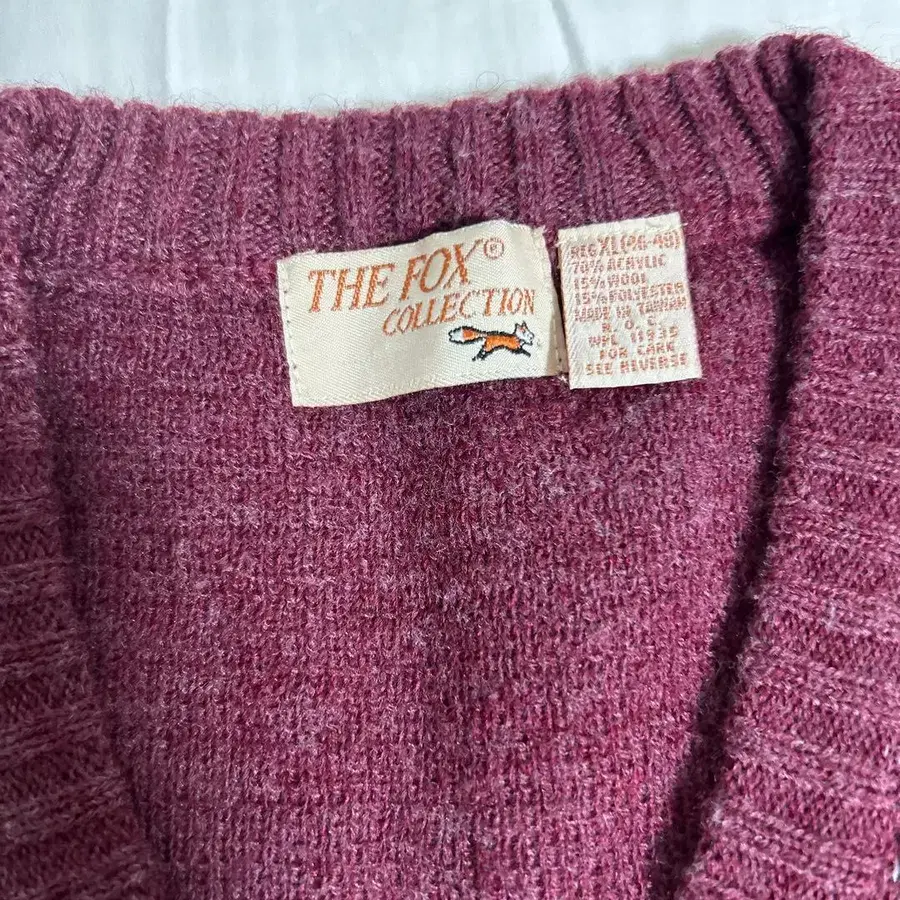 THE FOX®
COLLECTION
REG XL(46-48)
70% ACRYLIC
15% WOOL
15% POLYESTER
MADE IN TAIWAN
R. O. C.
WPL 11939
FOR CARE
SEE REVERSE